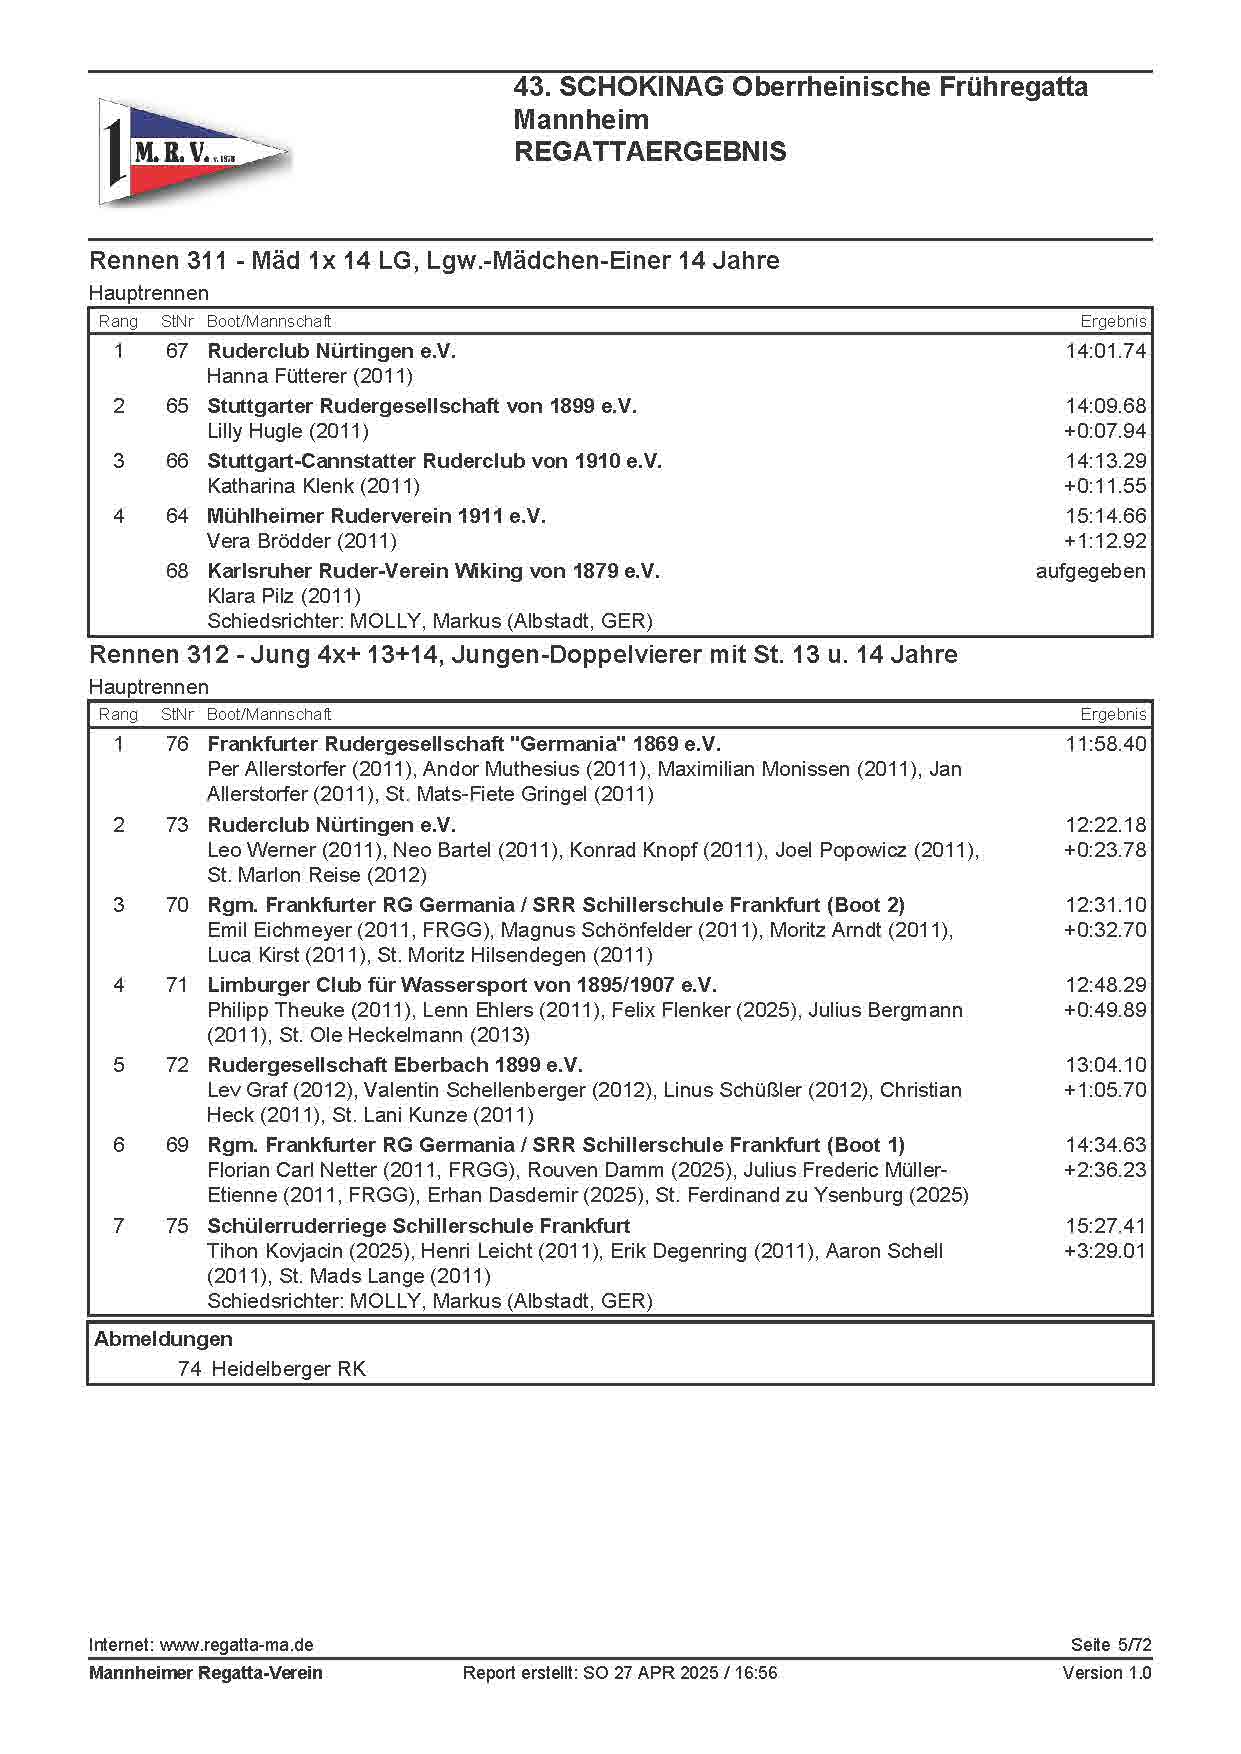 43. SCHOKINAG Oberrheinische Frühregatta
Mannheim
REGATTAERGEBNIS
1 M. R. V. v. 1878
Rennen 311 - Mäd 1x 14 LG, Lgw.-Mädchen-Einer 14 Jahre
Hauptrennen
Rang StNr Boot/Mannschaft Ergebnis
1 67 Ruderclub Nürtingen e.V. 14:01.74
Hanna Fütterer (2011)
2 65 Stuttgarter Rudergesellschaft von 1899 e.V. 14:09.68
Lilly Hugle (2011) +0:07.94
3 66 Stuttgart-Cannstatter Ruderclub von 1910 e.V. 14:13.29
Katharina Klenk (2011) +0:11.55
4 64 Mühlheimer Ruderverein 1911 e.V. 15:14.66
Vera Brödder (2011) +1:12.92
68 Karlsruher Ruder-Verein Wiking von 1879 e.V. aufgegeben
Klara Pilz (2011)
Schiedsrichter: MOLLY, Markus (Albstadt, GER)
Rennen 312 - Jung 4x+ 13+14, Jungen-Doppelvierer mit St. 13 u. 14 Jahre
Hauptrennen
Rang StNr Boot/Mannschaft Ergebnis
1 76 Frankfurter Rudergesellschaft "Germania" 1869 e.V. 11:58.40
Per Allerstorfer (2011), Andor Muthesius (2011), Maximilian Monissen (2011), Jan
Allerstorfer (2011), St. Mats-Fiete Gringel (2011)
2 73 Ruderclub Nürtingen e.V. 12:22.18
Leo Werner (2011), Neo Bartel (2011), Konrad Knopf (2011), Joel Popowicz (2011), +0:23.78
St. Marlon Reise (2012)
3 70 Rgm. Frankfurter RG Germania / SRR Schillerschule Frankfurt (Boot 2) 12:31.10
Emil Eichmeyer (2011, FRGG), Magnus Schönfelder (2011), Moritz Arndt (2011), +0:32.70
Luca Kirst (2011), St. Moritz Hilsendegen (2011)
4 71 Limburger Club für Wassersport von 1895/1907 e.V. 12:48.29
Philipp Theuke (2011), Lenn Ehlers (2011), Felix Flenker (2025), Julius Bergmann +0:49.89
(2011), St. Ole Heckelmann (2013)
5 72 Rudergesellschaft Eberbach 1899 e.V. 13:04.10
Lev Graf (2012), Valentin Schellenberger (2012), Linus Schüßler (2012), Christian +1:05.70
Heck (2011), St. Lani Kunze (2011)
6 69 Rgm. Frankfurter RG Germania / SRR Schillerschule Frankfurt (Boot 1) 14:34.63
Florian Carl Netter (2011, FRGG), Rouven Damm (2025), Julius Frederic Müller- +2:36.23
Etienne (2011, FRGG), Erhan Dasdemir (2025), St. Ferdinand zu Ysenburg (2025)
7 75 Schülerruderriege Schillerschule Frankfurt 15:27.41
Tihon Kovjacin (2025), Henri Leicht (2011), Erik Degenring (2011), Aaron Schell +3:29.01
(2011), St. Mads Lange (2011)
Schiedsrichter: MOLLY, Markus (Albstadt, GER)
Abmeldungen
74 Heidelberger RK
Internet: www.regatta-ma.de Seite 5/72
Mannheimer Regatta-Verein Report erstellt: SO 27 APR 2025 / 16:56 Version 1.0